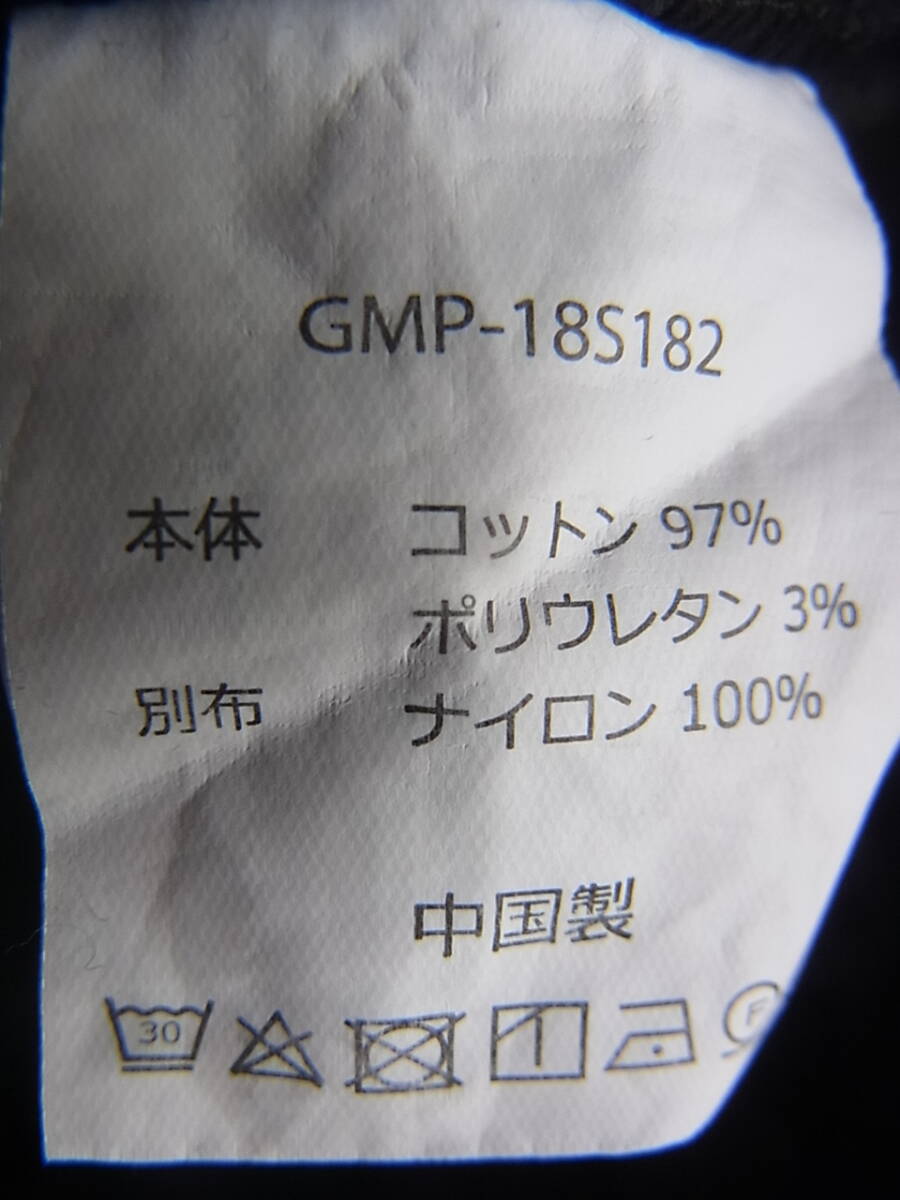 GMP-18S182
本体 コットン 97%
ポリウレタン 3%
別布 ナイロン 100%
中国製
30 F